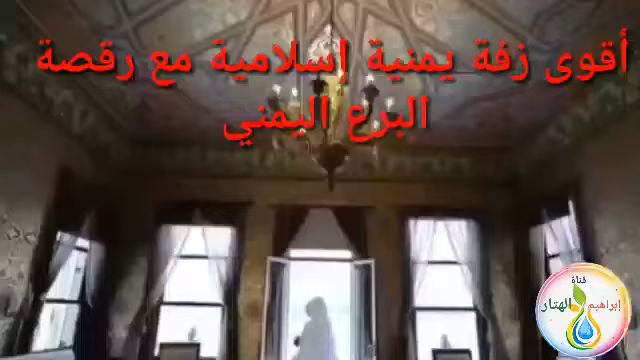 أقوى زفة يمنية إسلامية مع رقصة
البرع اليمني
قناة
إبراهيم الهتار